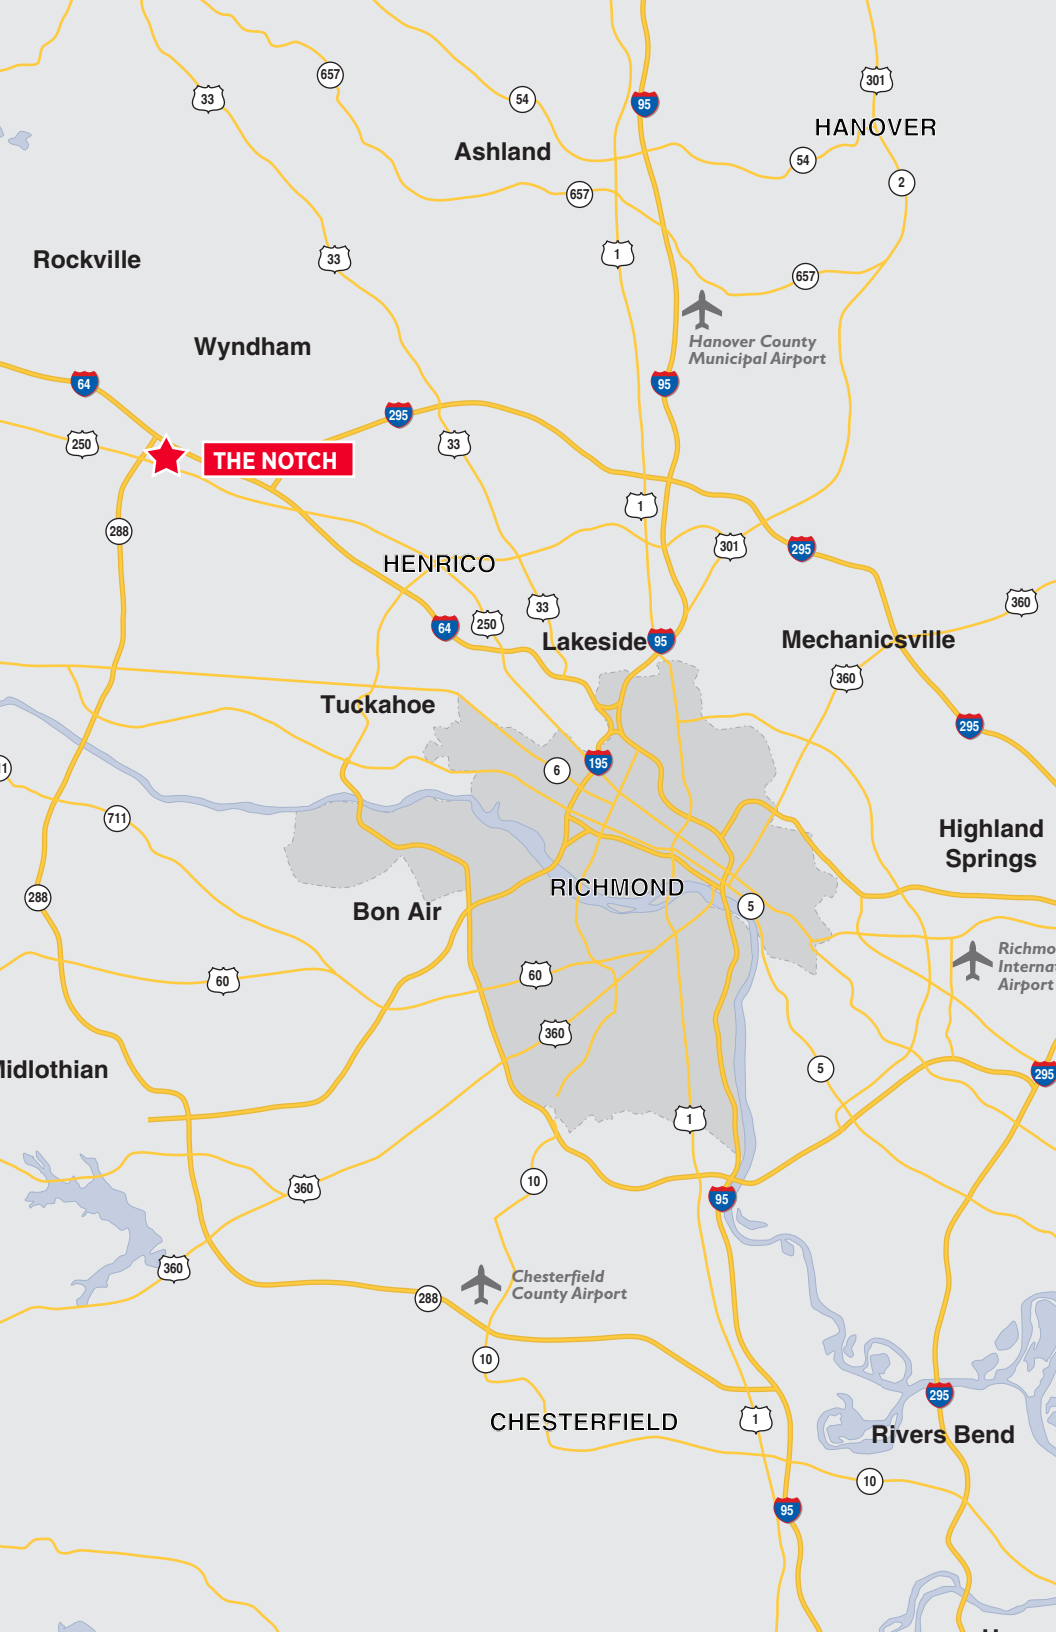 301
657
33
54
95
HANOVER
Ashland
54
2
657
33
1
Rockville
657
Hanover County
Municipal Airport
Wyndham
64
95
295
250
33
THE NOTCH
1
288
301
295
HENRICO
360
33
250
64
Lakeside
95
Mechanicsville
360
Tuckahoe
295
195
6
711
Highland
Springs
RICHMOND
288
5
Bon Air
Airport
60
60
360
5
295
1
10
360
95
360
Chesterfield
County Airport
288
10
295
1
CHESTERFIELD
Rivers Bend
10
95